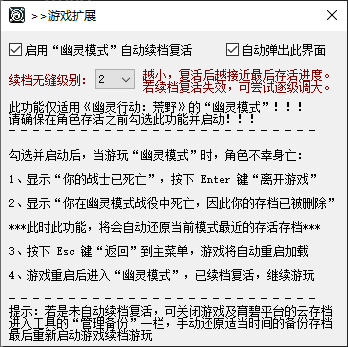 >>游戏扩展
启用“幽灵模式”自动续档复活
自动弹出此界面
续档无缝级别： 2
越小，复活后越接近最后存活进度。
若续档复活失效，可尝试逐级调大。
此功能仅适用《幽灵行动：荒野》的“幽灵模式”！！！
请确保在角色存活之前勾选此功能并启动！！！
勾选并启动后，当游玩“幽灵模式”时，角色不幸身亡：
1、显示“你的战士已死亡”，按下 Enter 键“离开游戏”
2、显示“你在幽灵模式战役中死亡，因此你的存档已被删除”
***此时此功能，将会自动还原当前模式最近的存活存档***
3、按下 Esc 键“返回”到主菜单，游戏将自动重启加载
4、游戏重启后进入“幽灵模式”，已续档复活，继续游玩
提示：若是未自动续档复活，可关闭游戏及育碧平台的云存档
进入工具的“管理备份”一栏，手动还原适当时间的备份存档
最后重新启动游戏续档游玩